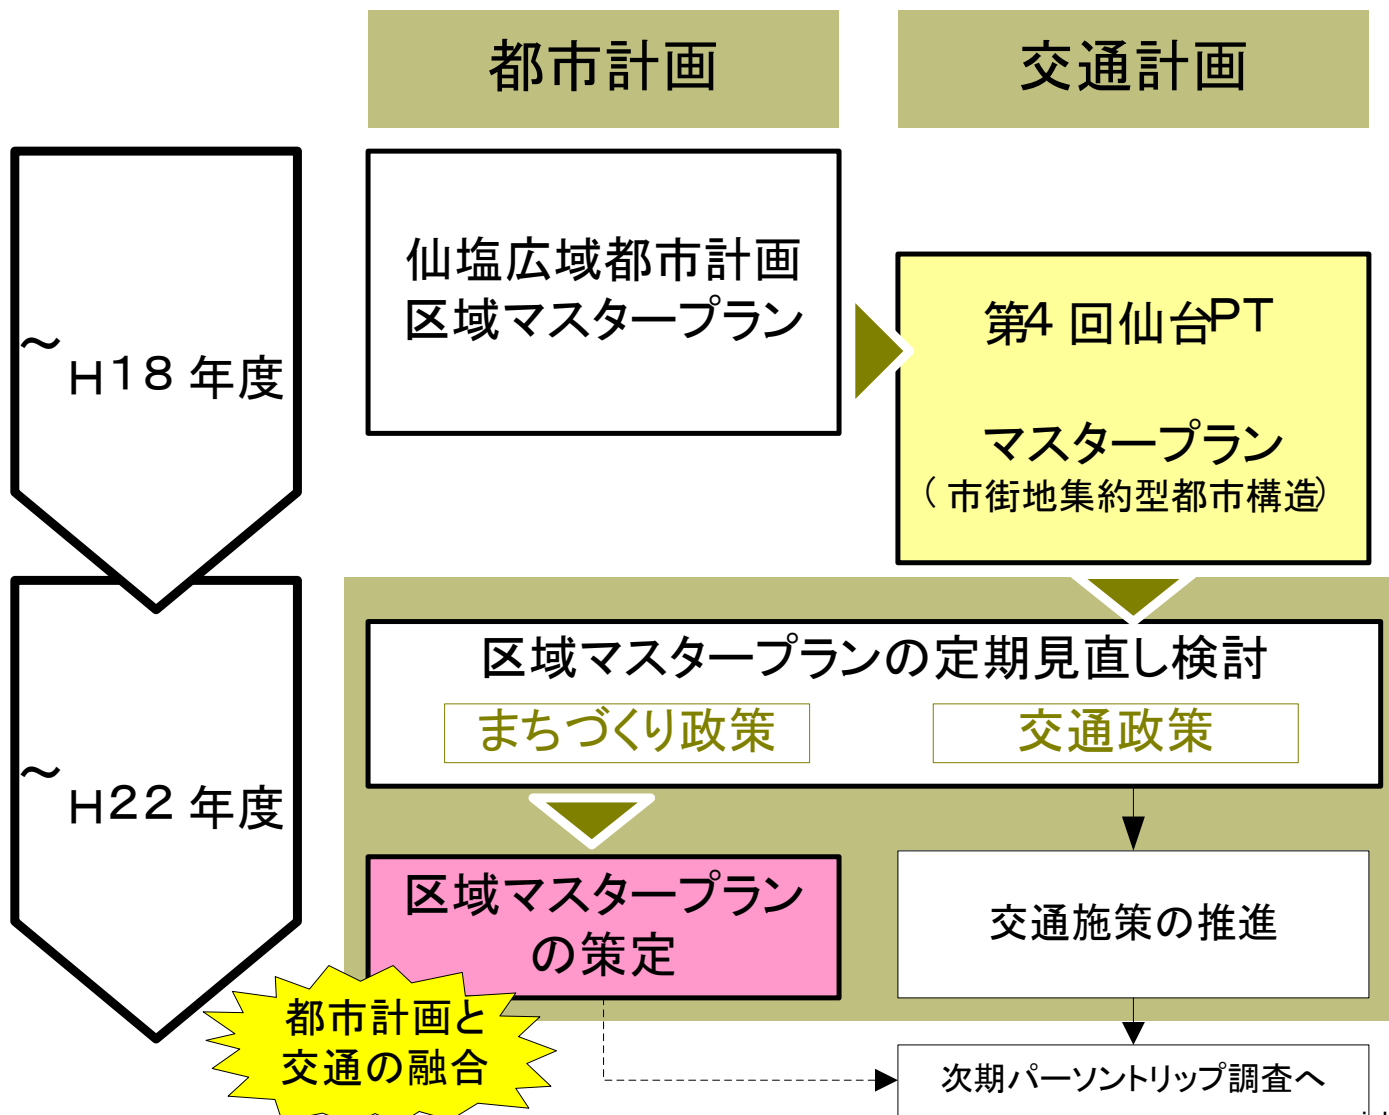 都市計画
交通計画
～H18年度
仙塩広域都市計画
区域マスタープラン
第4回仙台PT
マスタープラン
(市街地集約型都市構造)
～H22年度
区域マスタープランの定期見直し検討
まちづくり政策
交通政策
区域マスタープラン
の策定
交通施策の推進
都市計画と
交通の融合
次期パーソントリップ調査へ